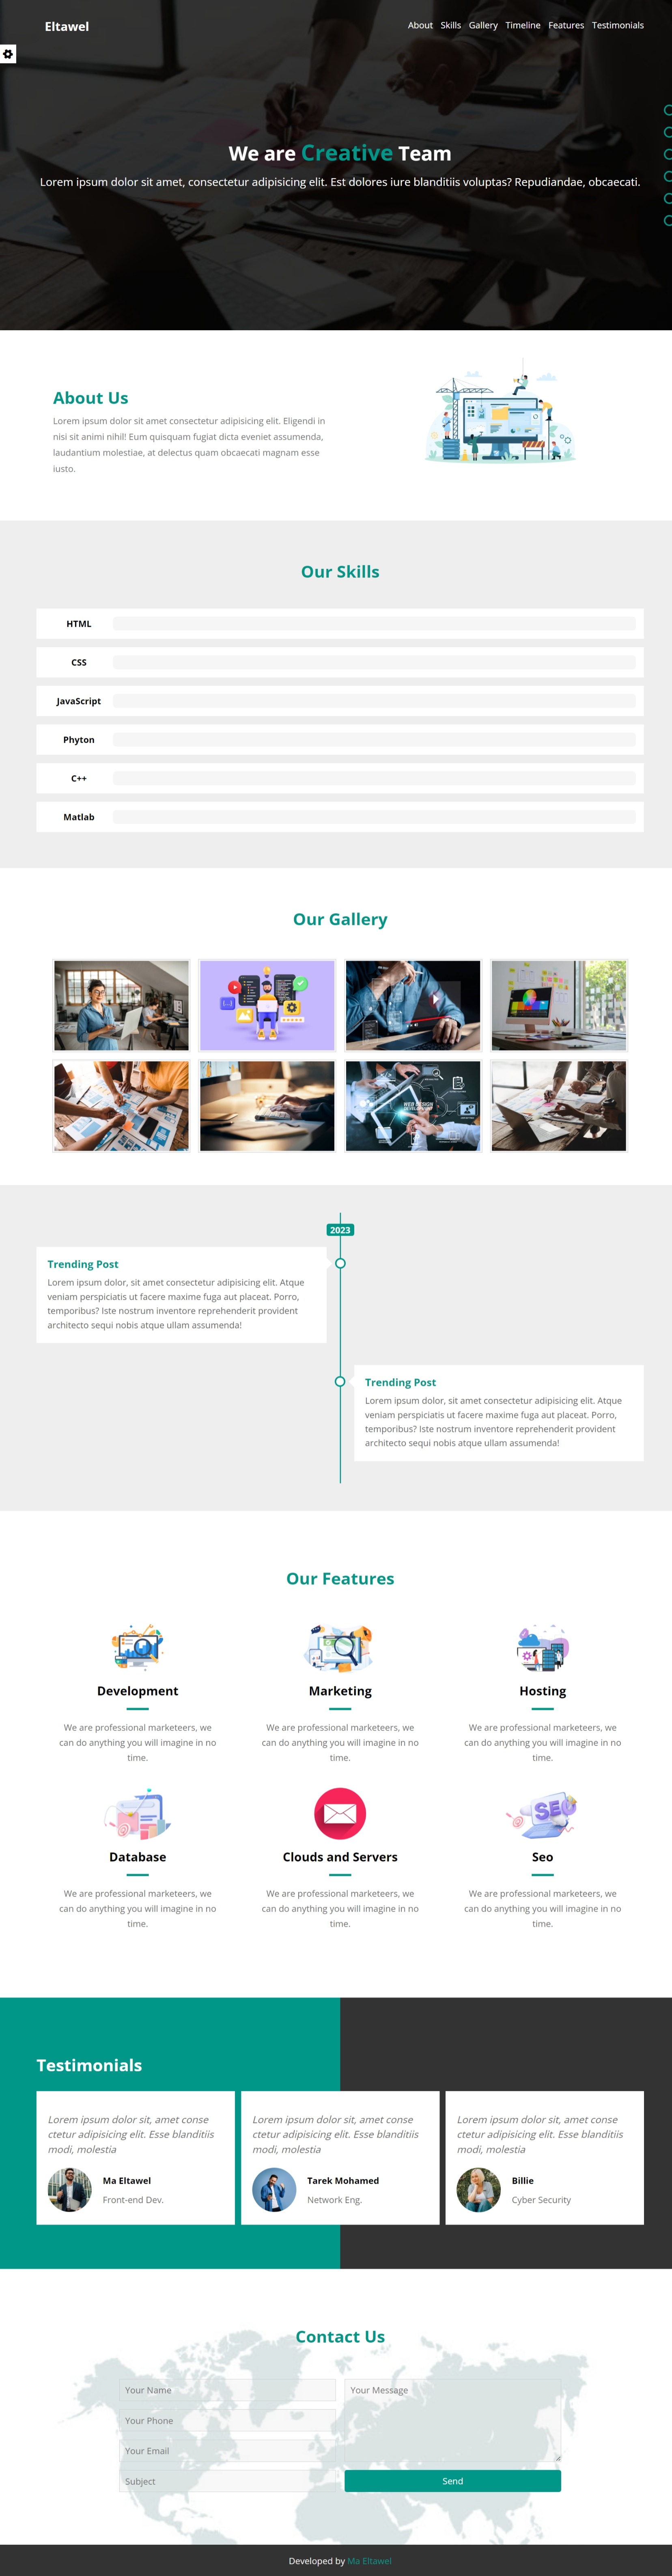 Eltawel
About Skills Gallery Timeline Features Testimonials
We are Creative Team
Lorem ipsum dolor sit amet, consectetur adipisicing elit. Est dolores iure blanditiis voluptas? Repudiandae, obcaecati.
About Us
Lorem ipsum dolor sit amet consectetur adipisicing elit. Eligendi in
nisi sit animi nihil! Eum quisquam fugiat dicta eveniet assumenda,
laudantium molestiae, at delectus quam obcaecati magnam esse
iusto.
Our Skills
HTML
CSS
JavaScript
Phyton
C++
Matlab
Our Gallery
WEB DESIGN
DEVELOPMENT
2023
Trending Post
Lorem ipsum dolor, sit amet consectetur adipisicing elit. Atque
veniam perspiciatis ut facere maxime fuga aut placeat. Porro,
temporibus? Iste nostrum inventore reprehenderit provident
architecto sequi nobis atque ullam assumenda!
Trending Post
Lorem ipsum dolor, sit amet consectetur adipisicing elit. Atque
veniam perspiciatis ut facere maxime fuga aut placeat. Porro,
temporibus? Iste nostrum inventore reprehenderit provident
architecto sequi nobis atque ullam assumenda!
Our Features
Development
We are professional marketeers, we
can do anything you will imagine in no
time.
Marketing
We are professional marketeers, we
can do anything you will imagine in no
time.
Hosting
We are professional marketeers, we
can do anything you will imagine in no
time.
Database
We are professional marketeers, we
can do anything you will imagine in no
time.
Clouds and Servers
We are professional marketeers, we
can do anything you will imagine in no
time.
SEO
Seo
We are professional marketeers, we
can do anything you will imagine in no
time.
Testimonials
Lorem ipsum dolor sit, amet conse
ctetur adipisicing elit. Esse blanditiis
modi, molestia
Ma Eltawel
Front-end Dev.
Lorem ipsum dolor sit, amet conse
ctetur adipisicing elit. Esse blanditiis
modi, molestia
Tarek Mohamed
Network Eng.
Lorem ipsum dolor sit, amet conse
ctetur adipisicing elit. Esse blanditiis
modi, molestia
Billie
Cyber Security
Contact Us
Your Name
Your Phone
Your Email
Subject
Your Message
Send
Developed by Ma Eltawel